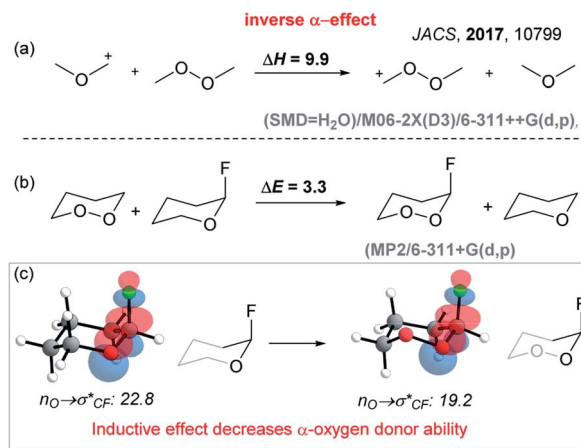 inverse α–effect
JACS, 2017, 10799
(a)
+
O
+
O
O
ΔH = 9.9
+
O
O
+
O
(SMD=H₂O)/M06-2X(D3)/6-311++G(d,p),
(b)
O
O
+
F
O
ΔE = 3.3
F
O
O
+
O
(MP2/6-311+G(d,p)
(c)
F
O
F
O
O
nO→σ*CF: 22.8
nO→σ*CF: 19.2
Inductive effect decreases α-oxygen donor ability